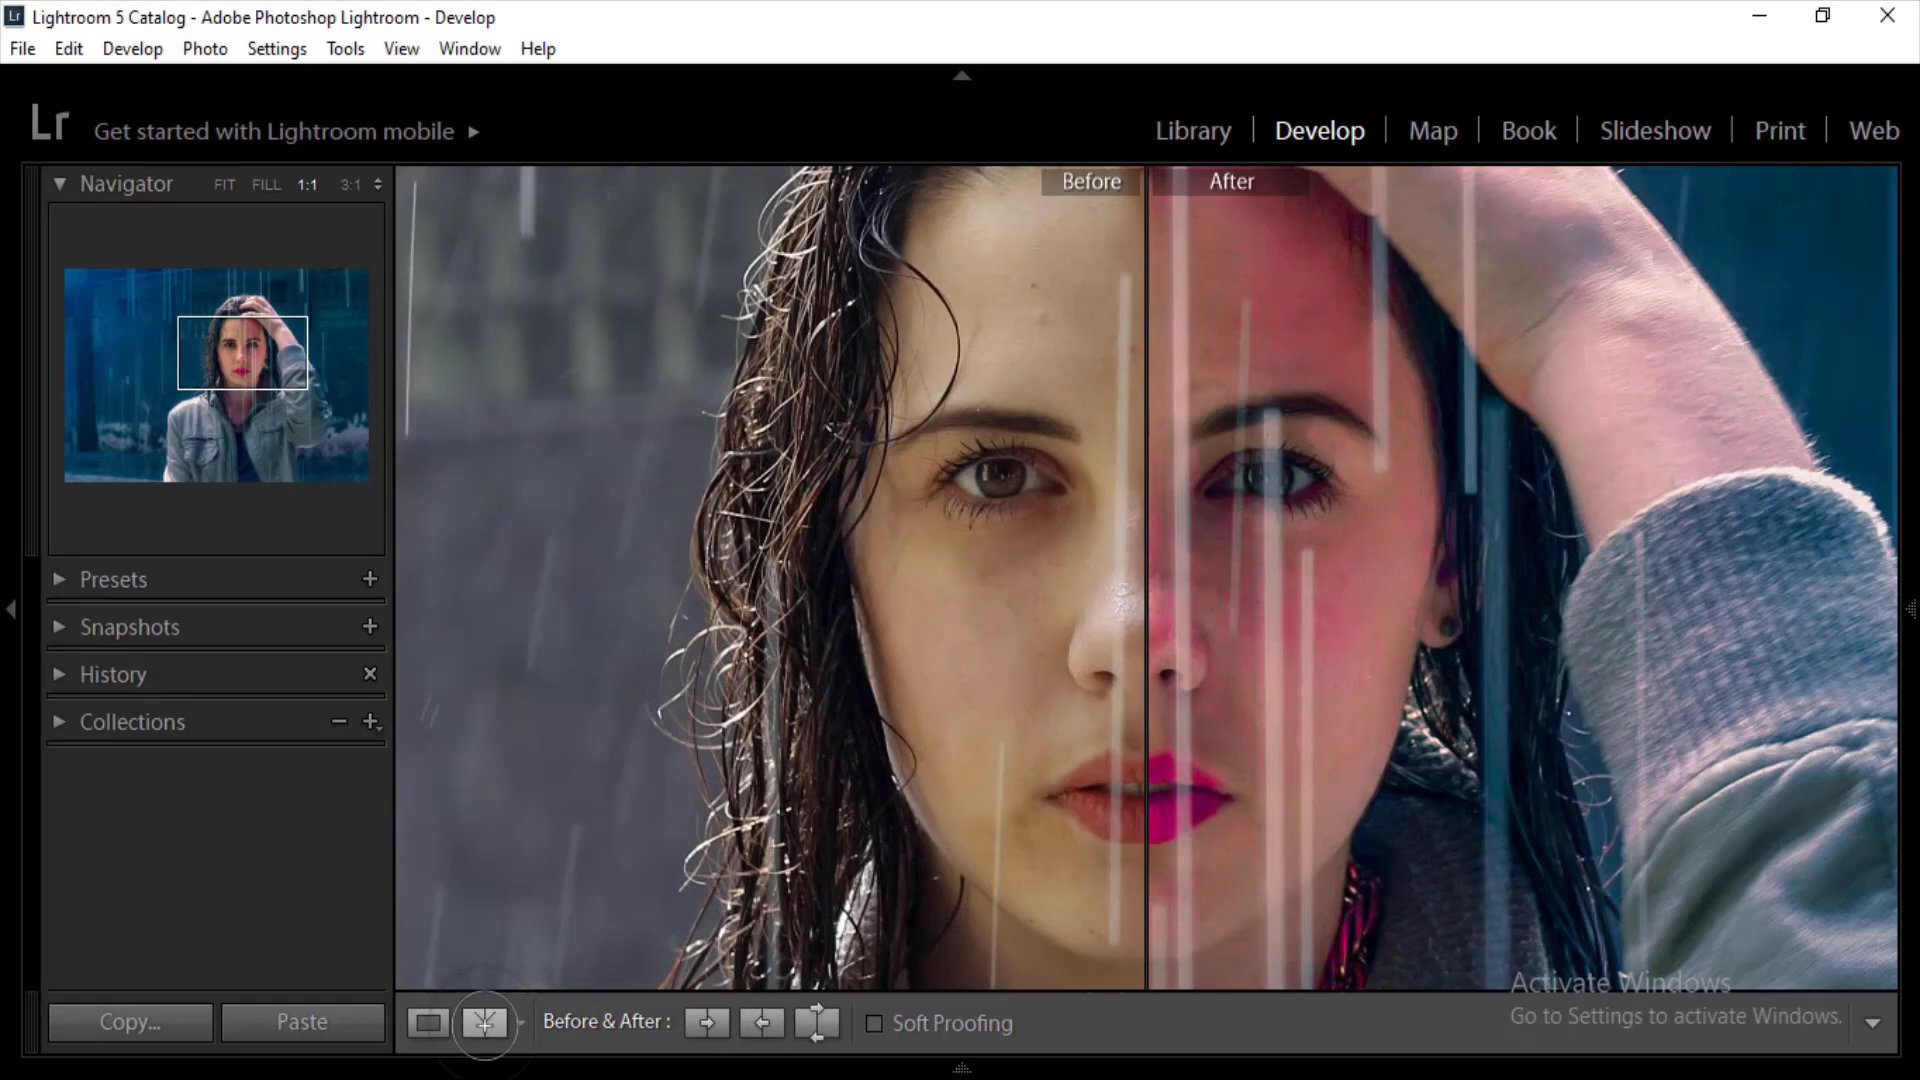 Lr Lightroom 5 Catalog - Adobe Photoshop Lightroom - Develop
File Edit Develop Photo Settings Tools View Window Help
Lr Get started with Lightroom mobile
Library | Develop | Map | Book | Slideshow | Print | Web
Navigator FIT FILL 1:1 3:1
Before After
Presets
Snapshots
History
Collections
Copy... Paste
Before & After : Soft Proofing
Activate Windows
Go to Settings to activate Windows.